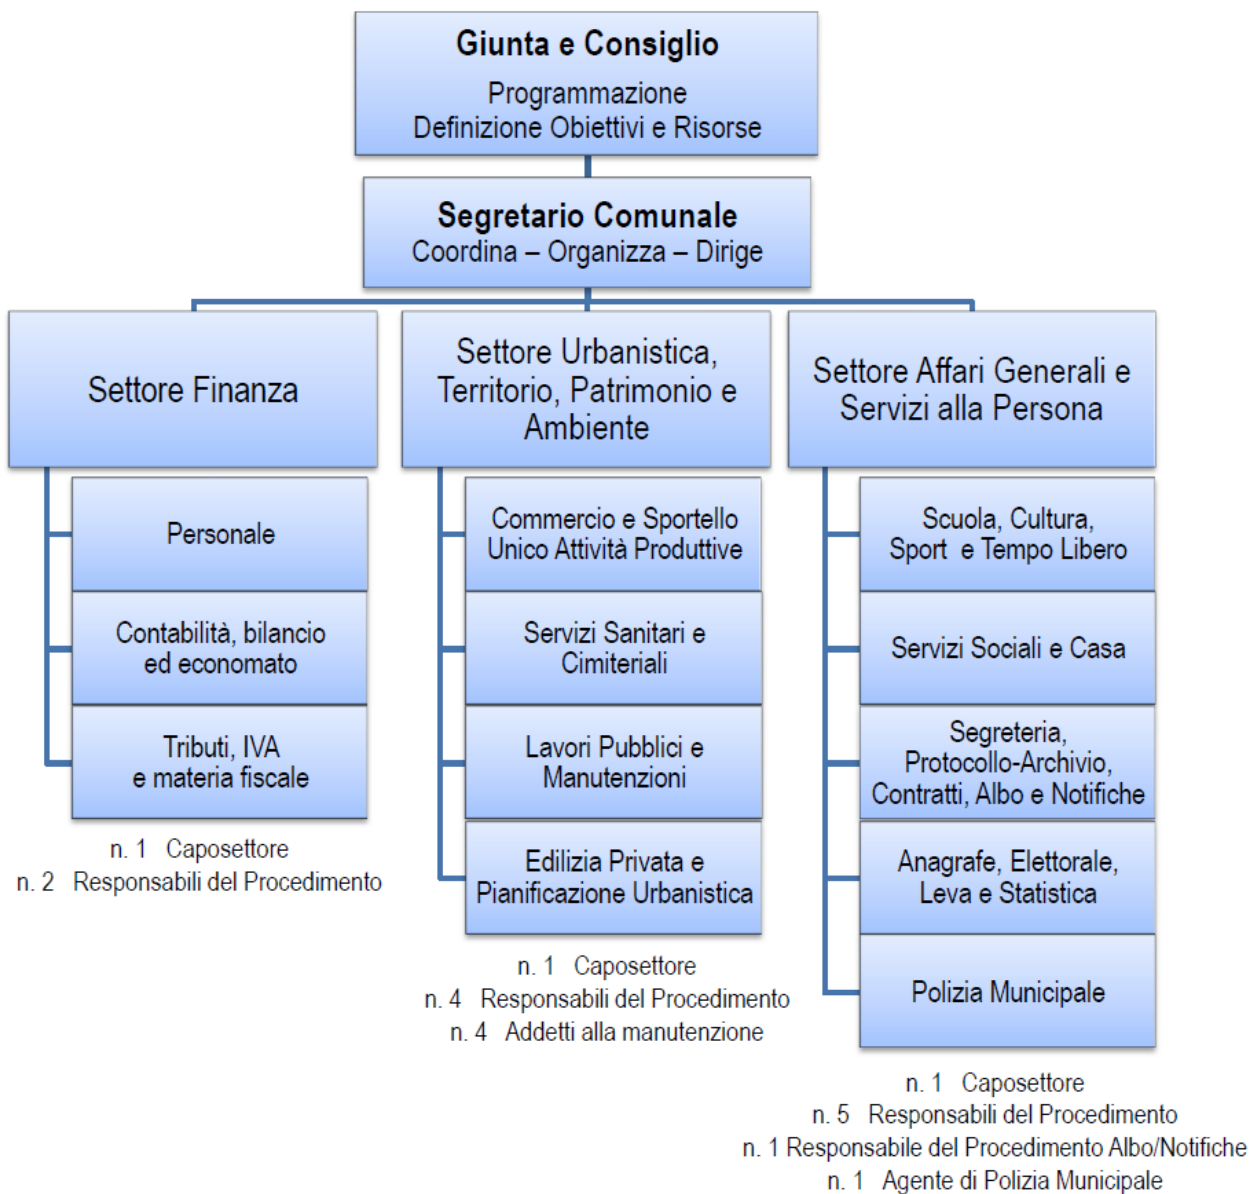 Giunta e Consiglio
Programmazione
Definizione Obiettivi e Risorse
Segretario Comunale
Coordina – Organizza – Dirige
Settore Finanza
Personale
Contabilità, bilancio
ed economato
Tributi, IVA
e materia fiscale
n. 1 Caposettore
n. 2 Responsabili del Procedimento
Settore Urbanistica,
Territorio, Patrimonio e
Ambiente
Commercio e Sportello
Unico Attività Produttive
Servizi Sanitari e
Cimiteriali
Lavori Pubblici e
Manutenzioni
Edilizia Privata e
Pianificazione Urbanistica
n. 1 Caposettore
n. 4 Responsabili del Procedimento
n. 4 Addetti alla manutenzione
Settore Affari Generali e
Servizi alla Persona
Scuola, Cultura,
Sport e Tempo Libero
Servizi Sociali e Casa
Segreteria,
Protocollo-Archivio,
Contratti, Albo e Notifiche
Anagrafe, Elettorale,
Leva e Statistica
Polizia Municipale
n. 1 Caposettore
n. 5 Responsabili del Procedimento
n. 1 Responsabile del Procedimento Albo/Notifiche
n. 1 Agente di Polizia Municipale